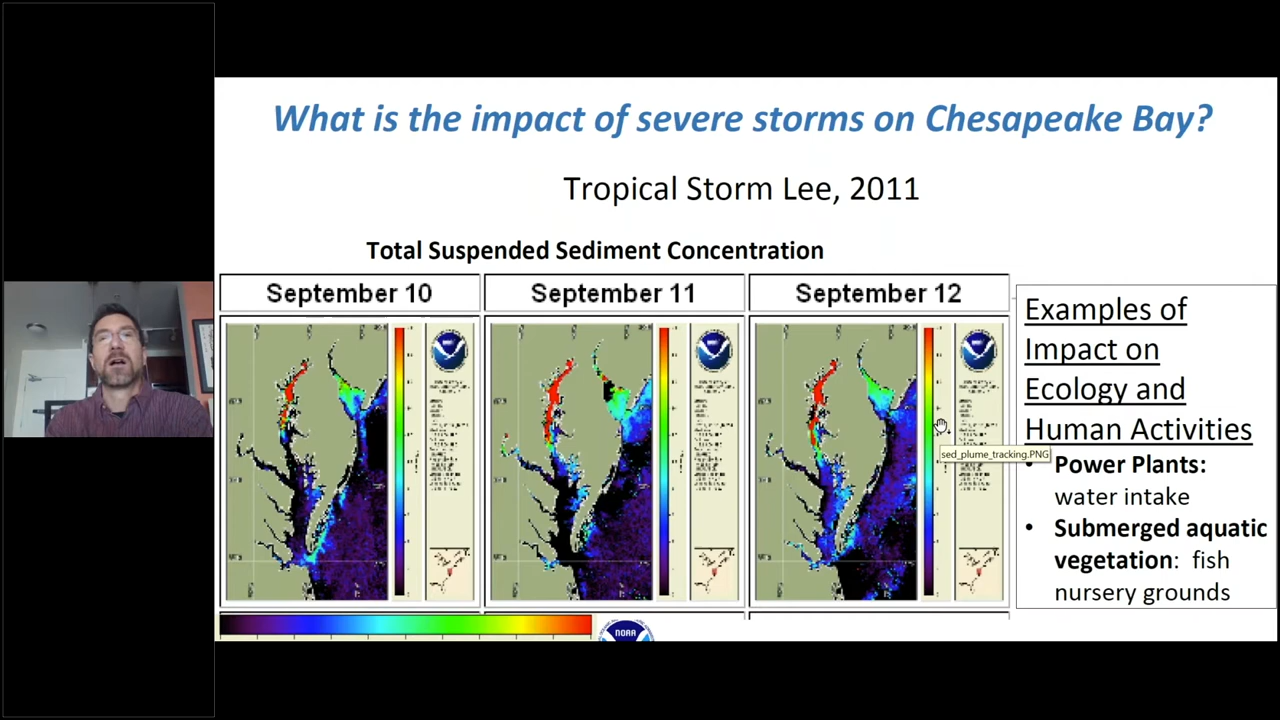 What is the impact of severe storms on Chesapeake Bay?
Tropical Storm Lee, 2011
Total Suspended Sediment Concentration
September 10
September 11
September 12
Examples of
Impact on
Ecology and
Human Activities
sed_plume_tracking.PNG
• Power Plants:
water intake
• Submerged aquatic
vegetation: fish
nursery grounds
NOAA